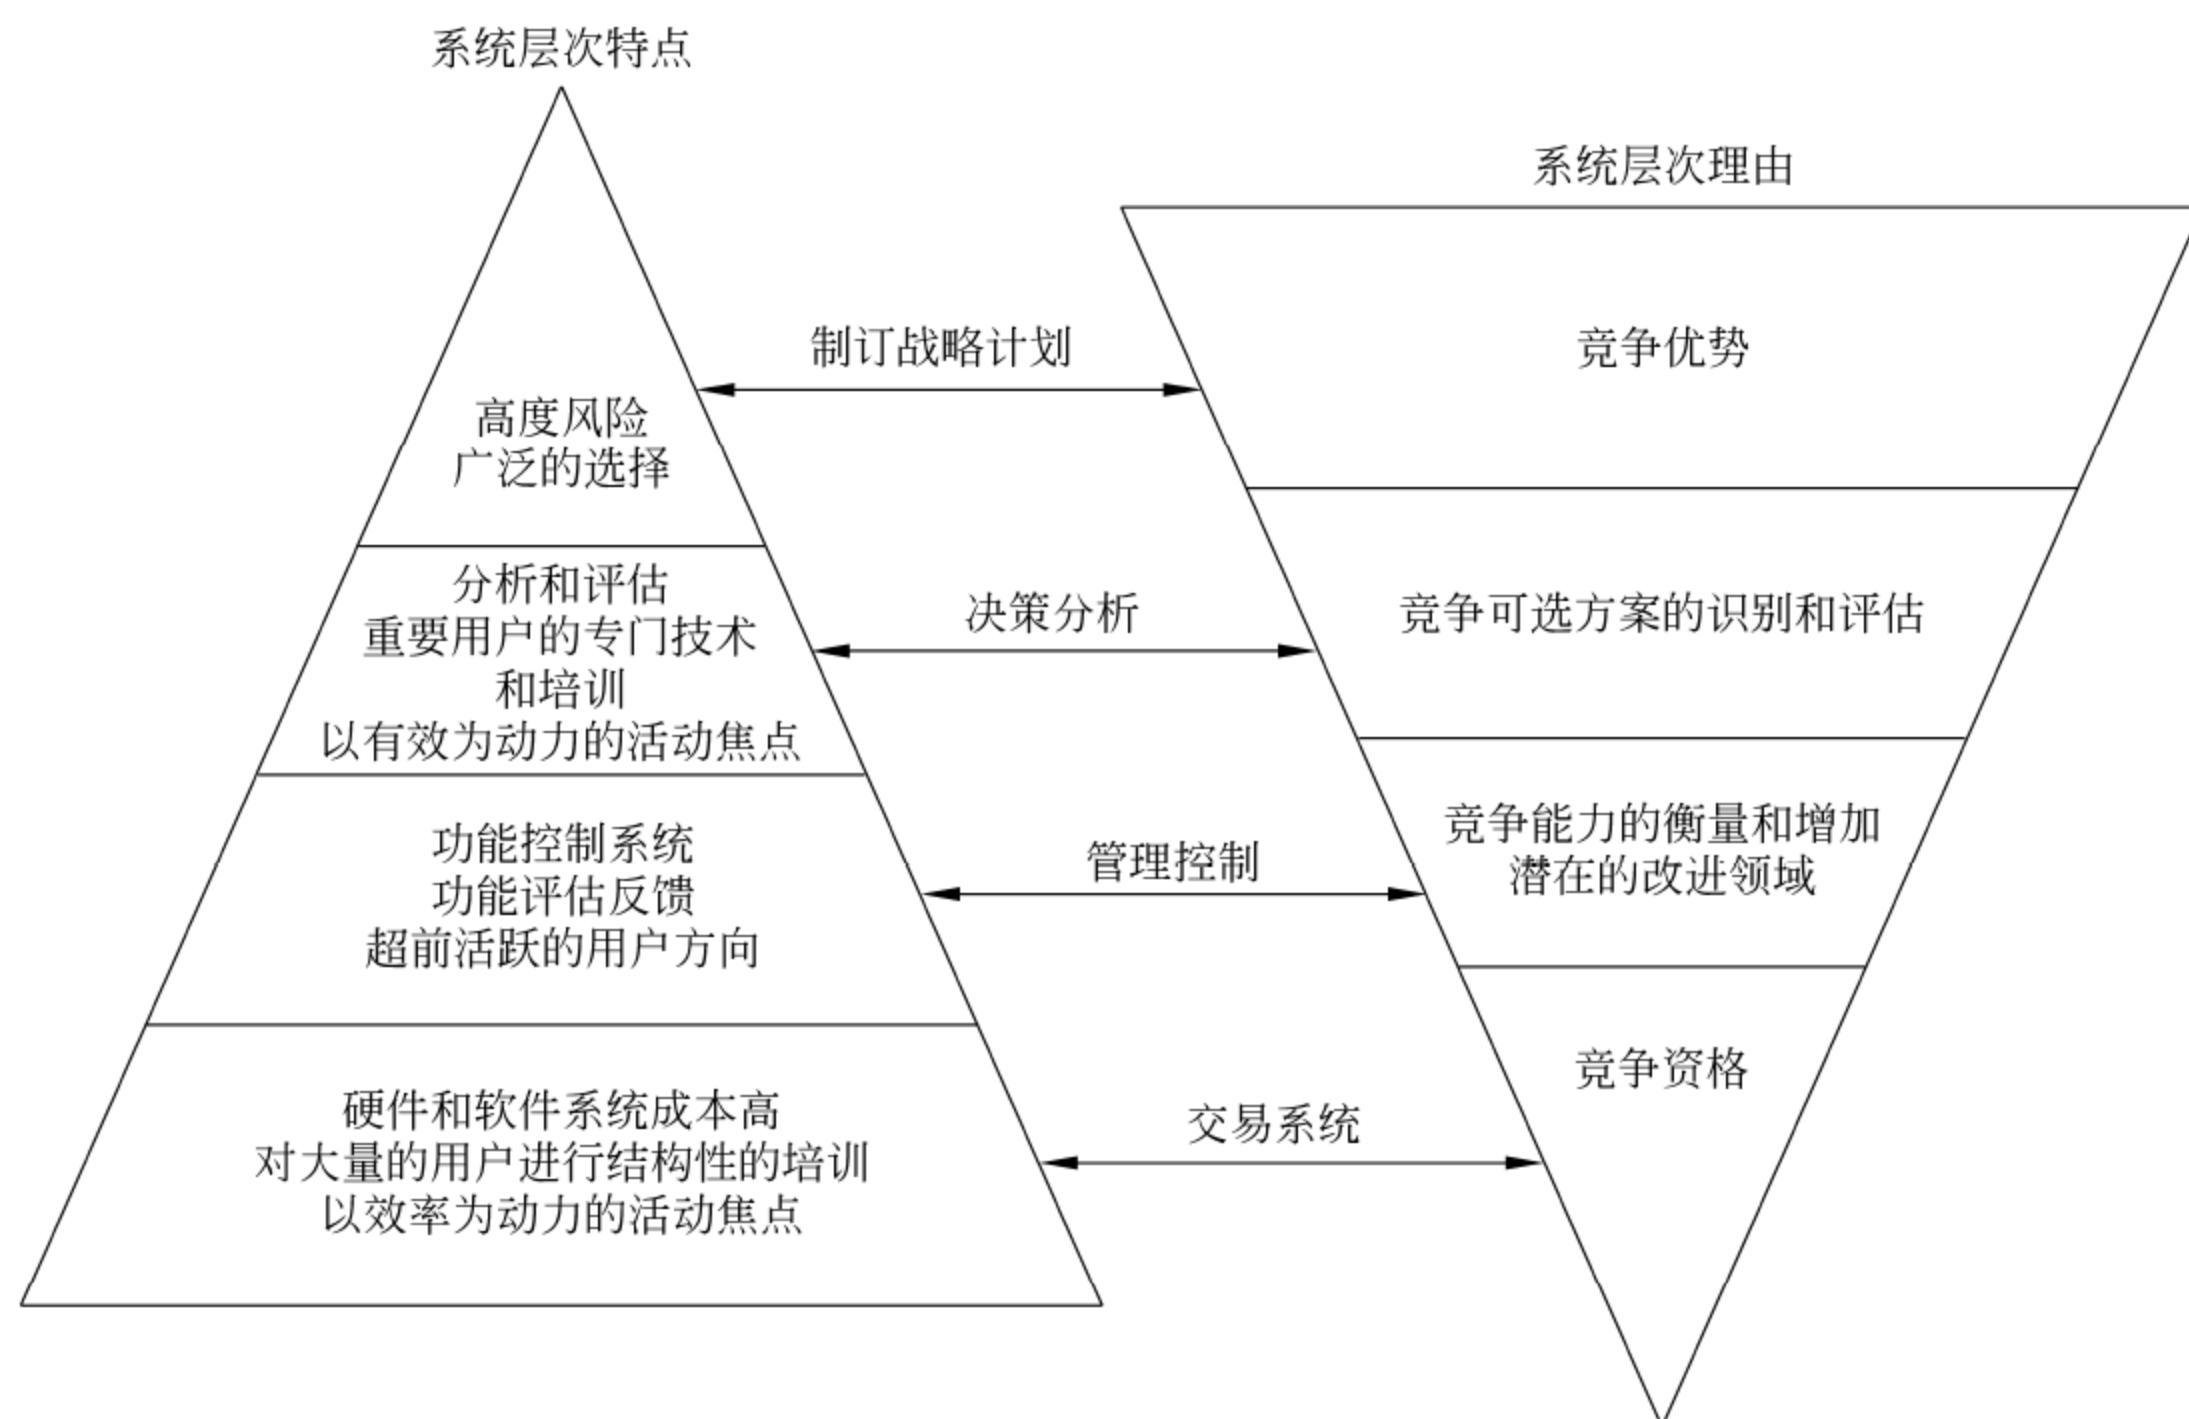 系统层次特点
系统层次理由
制订战略计划
竞争优势
高度风险
广泛的选择
分析和评估
重要用户的专门技术
和培训
以有效为动力的活动焦点
决策分析
竞争可选方案的识别和评估
功能控制系统
功能评估反馈
超前活跃的用户方向
管理控制
竞争能力的衡量和增加
潜在的改进领域
硬件和软件系统成本高
对大量的用户进行结构性的培训
以效率为动力的活动焦点
交易系统
竞争资格